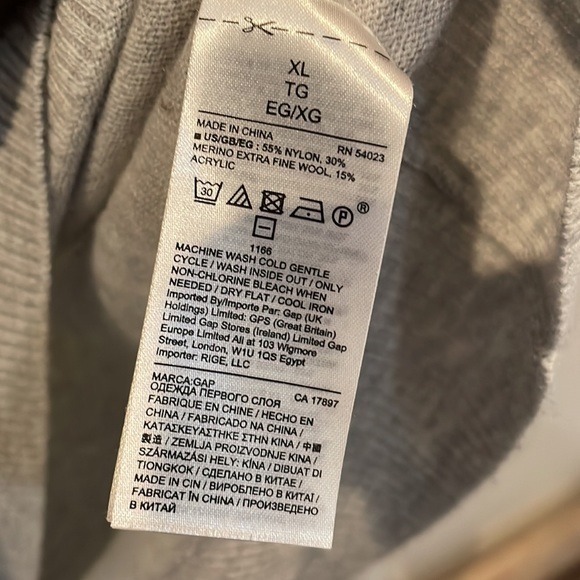 XL
TG
EG/XG
MADE IN CHINA RN 54023
■ US/GB/EG : 55% NYLON, 30%
MERINO EXTRA FINE WOOL, 15%
ACRYLIC
30
P ®
1166
MACHINE WASH COLD GENTLE
CYCLE / WASH INSIDE OUT / ONLY
NON-CHLORINE BLEACH WHEN
NEEDED / DRY FLAT / COOL IRON
Imported By/Importe Par: Gap (UK
Holdings) Limited: GPS (Great Britain)
Limited Gap Stores (Ireland) Limited Gap
Europe Limited All at 103 Wigmore
Street, London, W1U 1QS Egypt
Importer: RIGE, LLC
MARCA:GAP CA 17897
ОДЕЖДА ПЕРВОГО СЛОЯ
FABRIQUE EN CHINE / HECHO EN
CHINA / FABRICADO NA CHINA /
ΚΑΤΑΣΚΕΥΑΣΤΗΚΕ ΣΤΗΝ ΚΙΝΑ / 中國
製造 / ZEMLJA PROIZVODNJE KINA /
SZÁRMAZÁSI HELY: KÍNA / DIBUAT DI
TIONGKOK / СДЕЛАНО В КИТАЕ /
MADE IN CIN / ВИРОБЛЕНО В КИТАЇ /
FABRICAT ÎN CHINA / ПРОИЗВЕДЕНО
В КИТАЙ